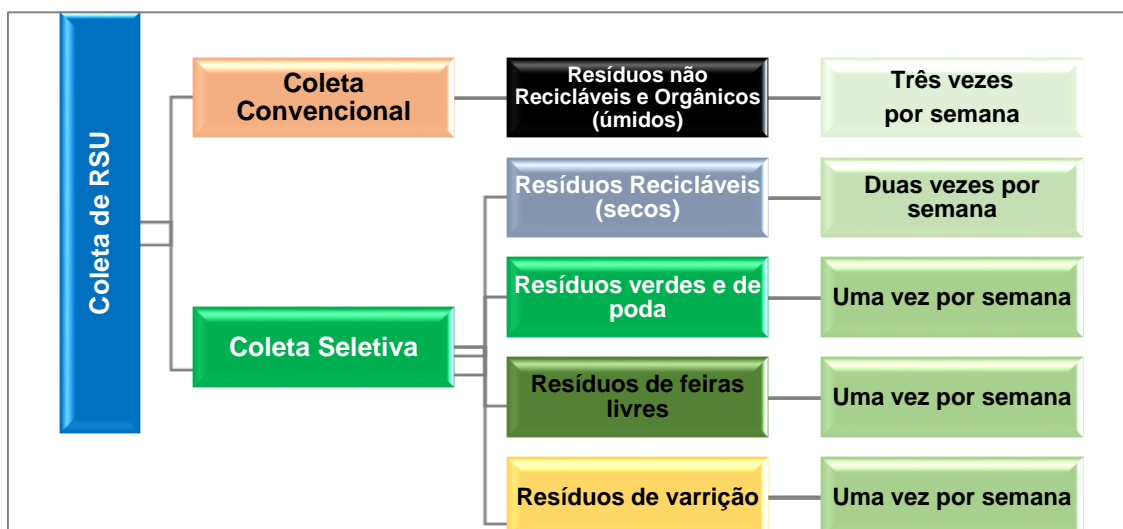 Coleta de RSU
Coleta
Convencional
Resíduos não
Recicláveis e Orgânicos
(úmidos)
Três vezes
por semana
Resíduos Recicláveis
(secos)
Duas vezes por
semana
Coleta Seletiva
Resíduos verdes e de
poda
Uma vez por semana
Resíduos de feiras
livres
Uma vez por semana
Resíduos de varrição
Uma vez por semana